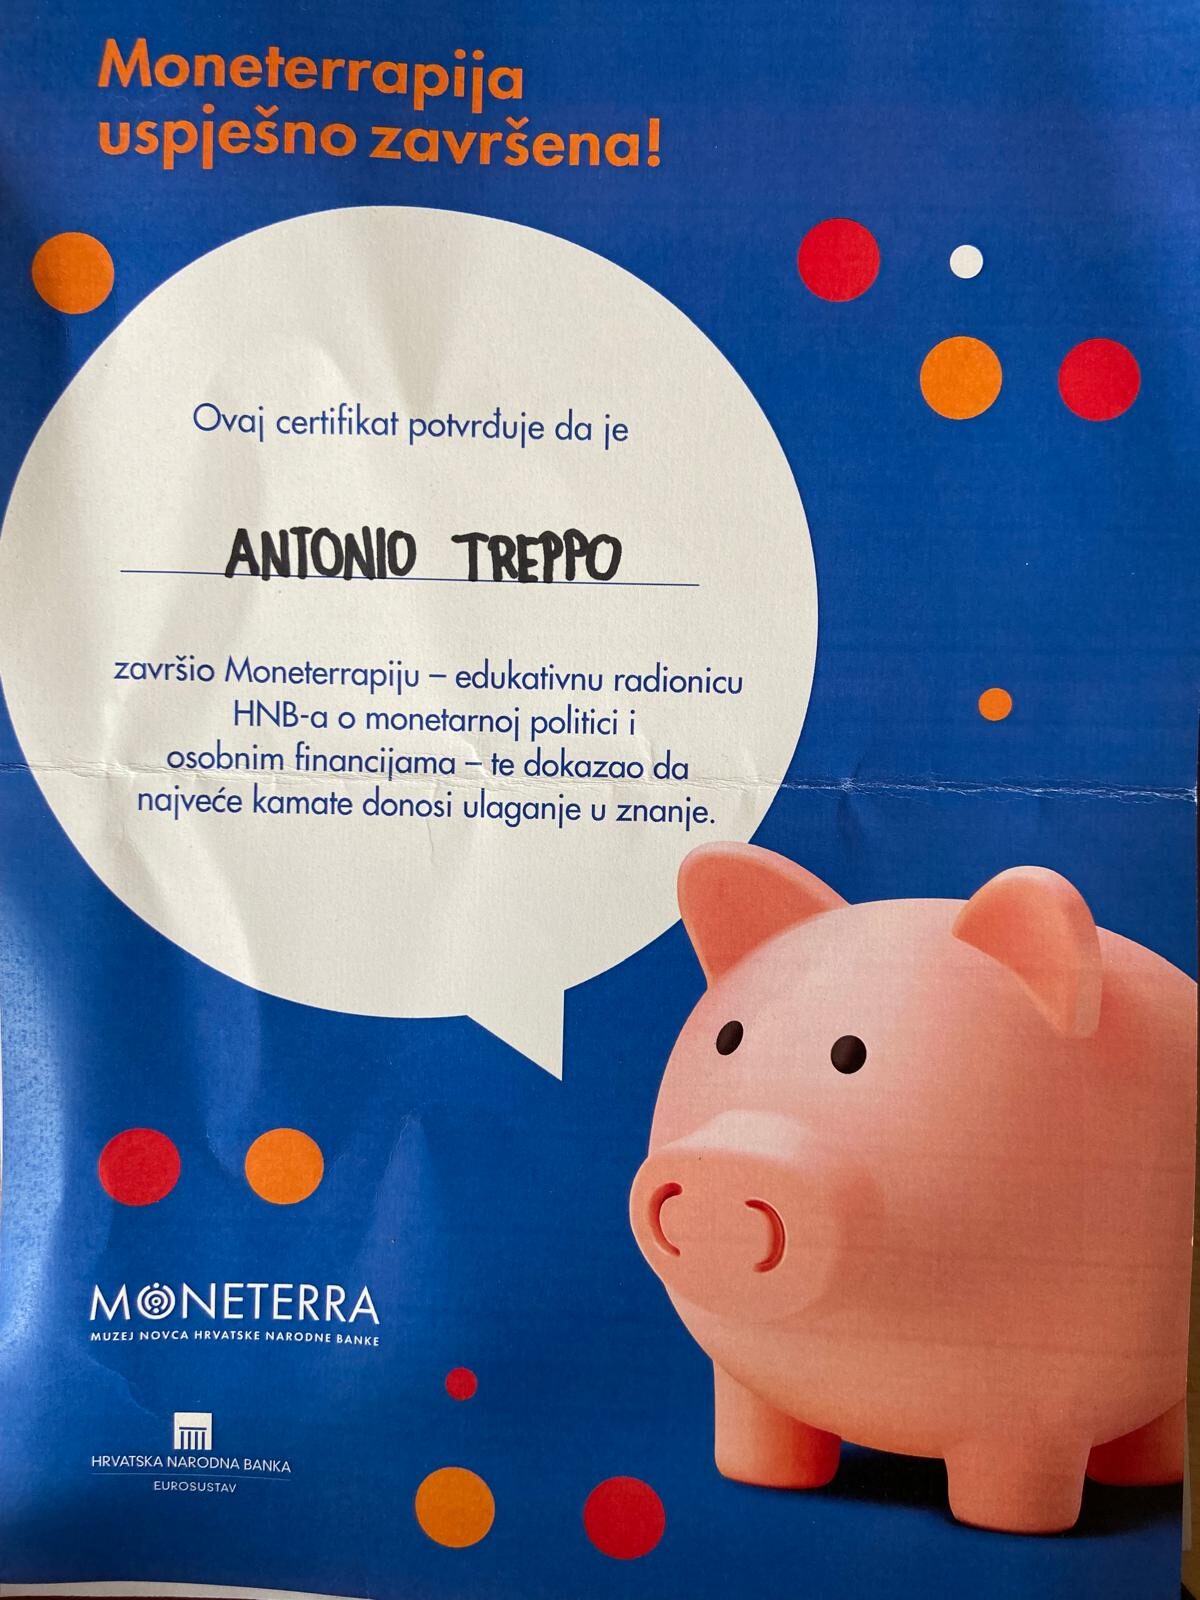 Moneterrapija
uspješno završena!
Ovaj certifikat potvrđuje da je
ANTONIO TREPPO
završio Moneterrapiju – edukativnu radionicu
HNB-a o monetarnoj politici i
osobnim financijama – te dokazao da
najveće kamate donosi ulaganje u znanje.
MONETERRA
MUZEJ NOVCA HRVATSKE NARODNE BANKE
HRVATSKA NARODNA BANKA
EUROSUSTAV